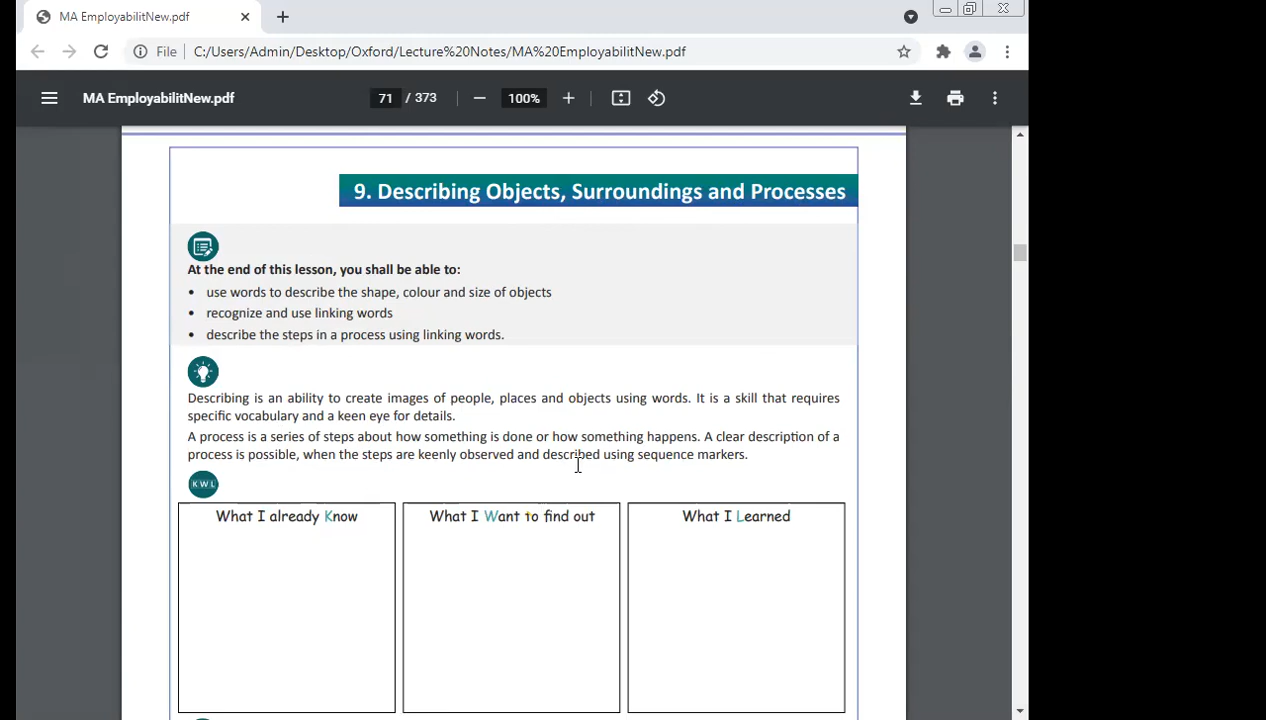 MA EmployabilitNew.pdf
File C:/Users/Admin/Desktop/Oxford/Lecture%20Notes/MA%20EmployabilitNew.pdf
MA EmployabilitNew.pdf 71 / 373 100%
9. Describing Objects, Surroundings and Processes
At the end of this lesson, you shall be able to:
• use words to describe the shape, colour and size of objects
• recognize and use linking words
• describe the steps in a process using linking words.
Describing is an ability to create images of people, places and objects using words. It is a skill that requires
specific vocabulary and a keen eye for details.
A process is a series of steps about how something is done or how something happens. A clear description of a
process is possible, when the steps are keenly observed and described using sequence markers.
K W L
What I already Know What I Want to find out What I Learned